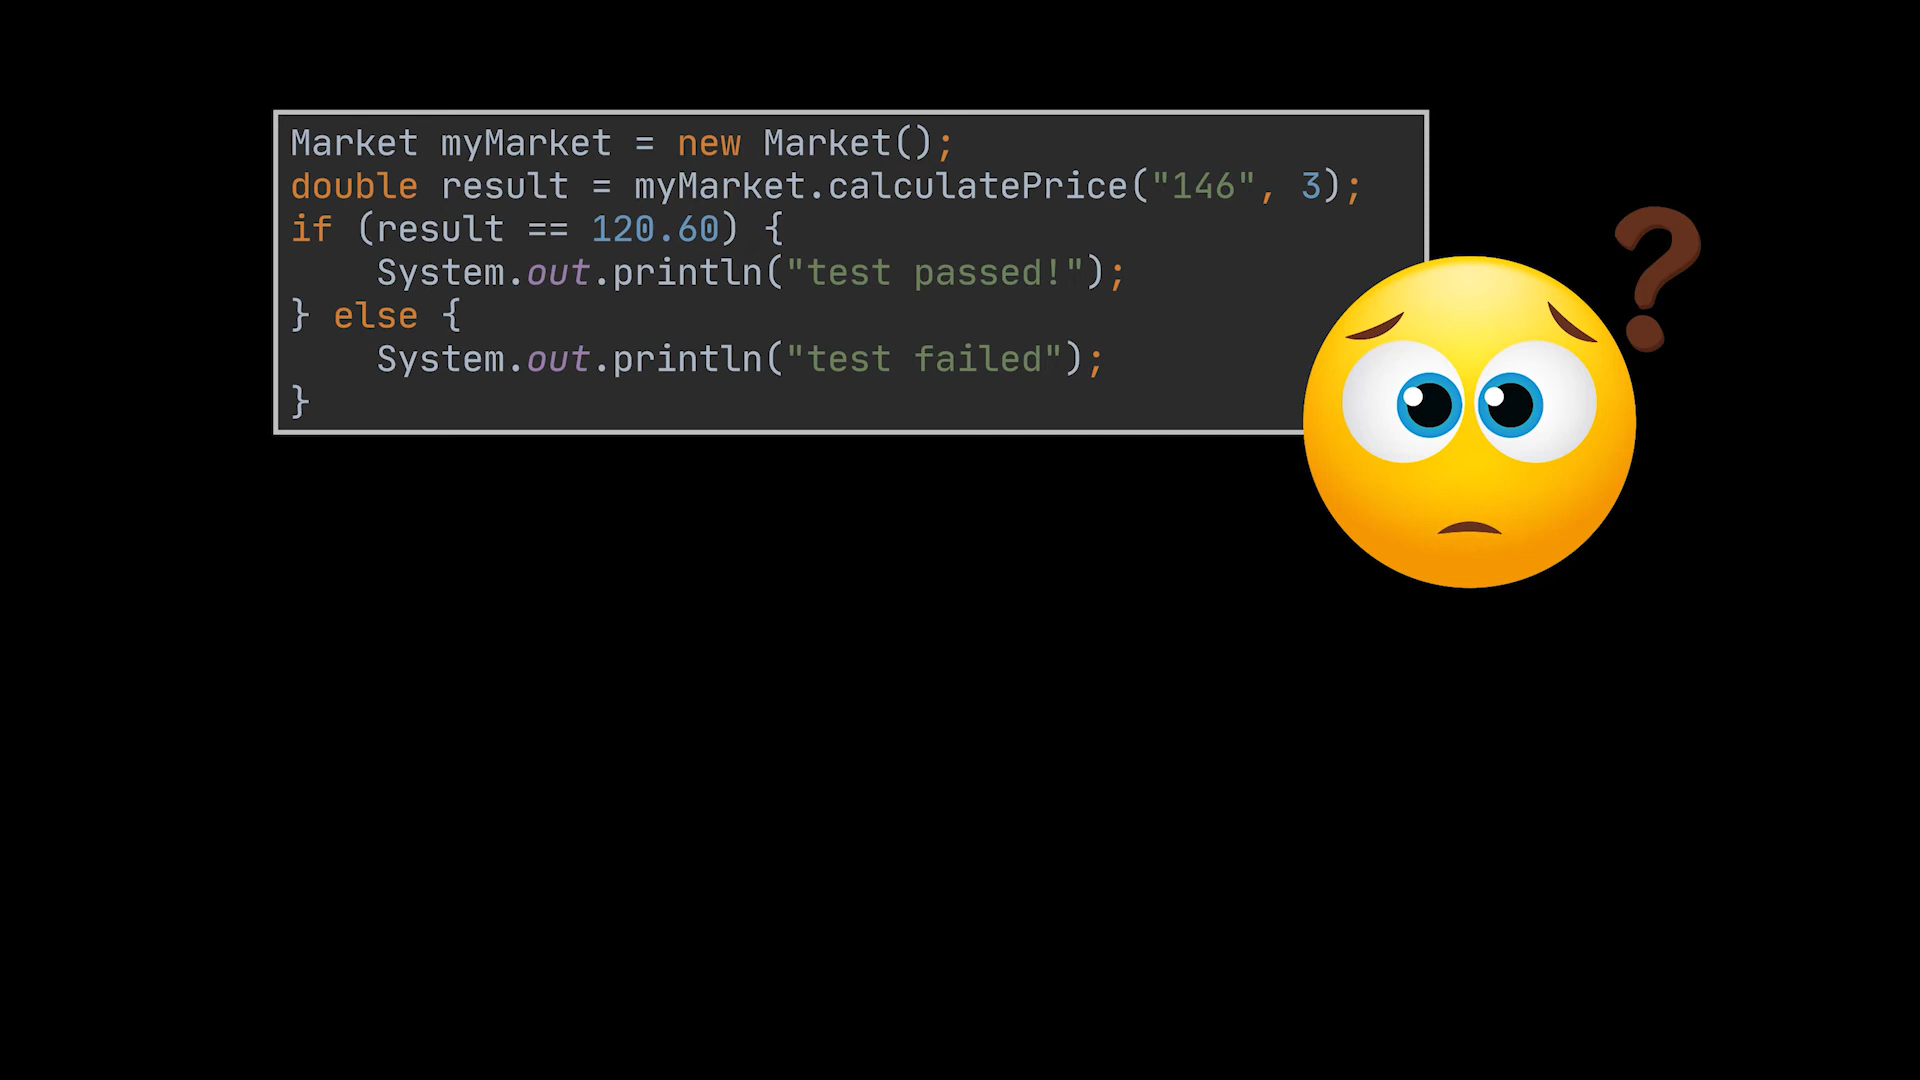 Market myMarket = new Market();
double result = myMarket.calculatePrice("146", 3);
if (result == 120.60) {
    System.out.println("test passed!");
} else {
    System.out.println("test failed");
}
?